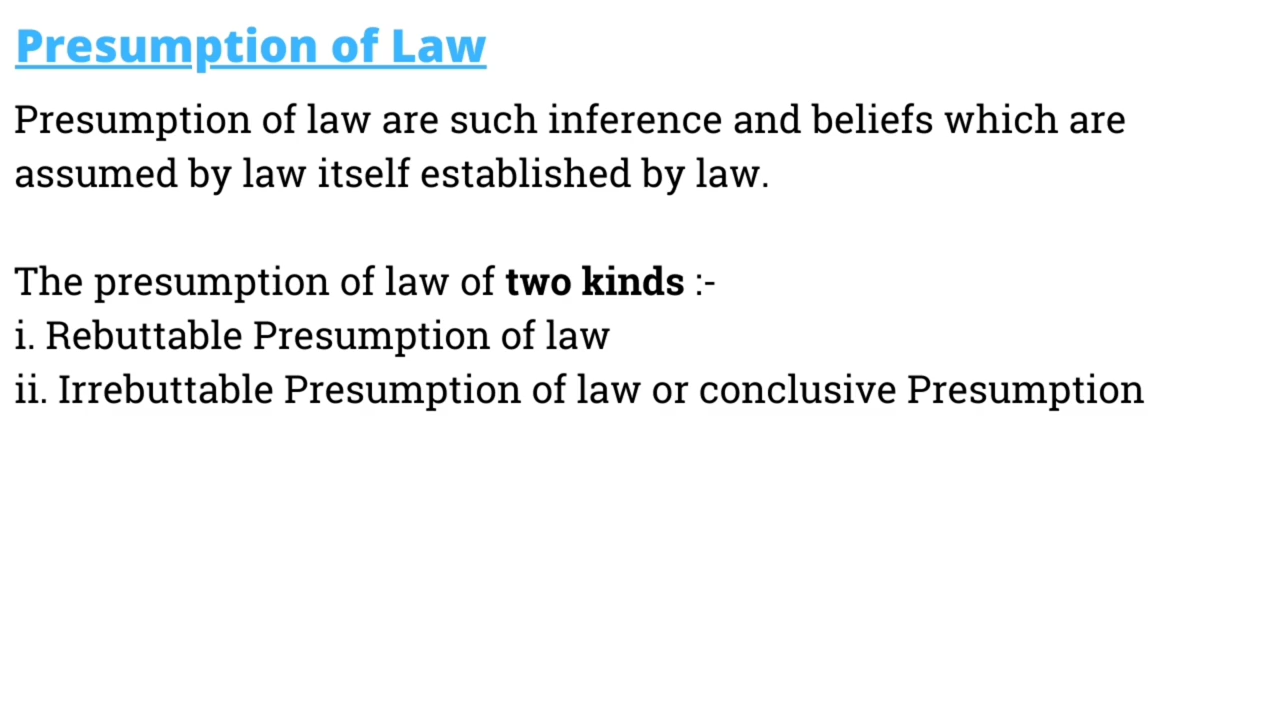 Presumption of Law
Presumption of law are such inference and beliefs which are
assumed by law itself established by law.
The presumption of law of two kinds :-
i. Rebuttable Presumption of law
ii. Irrebuttable Presumption of law or conclusive Presumption